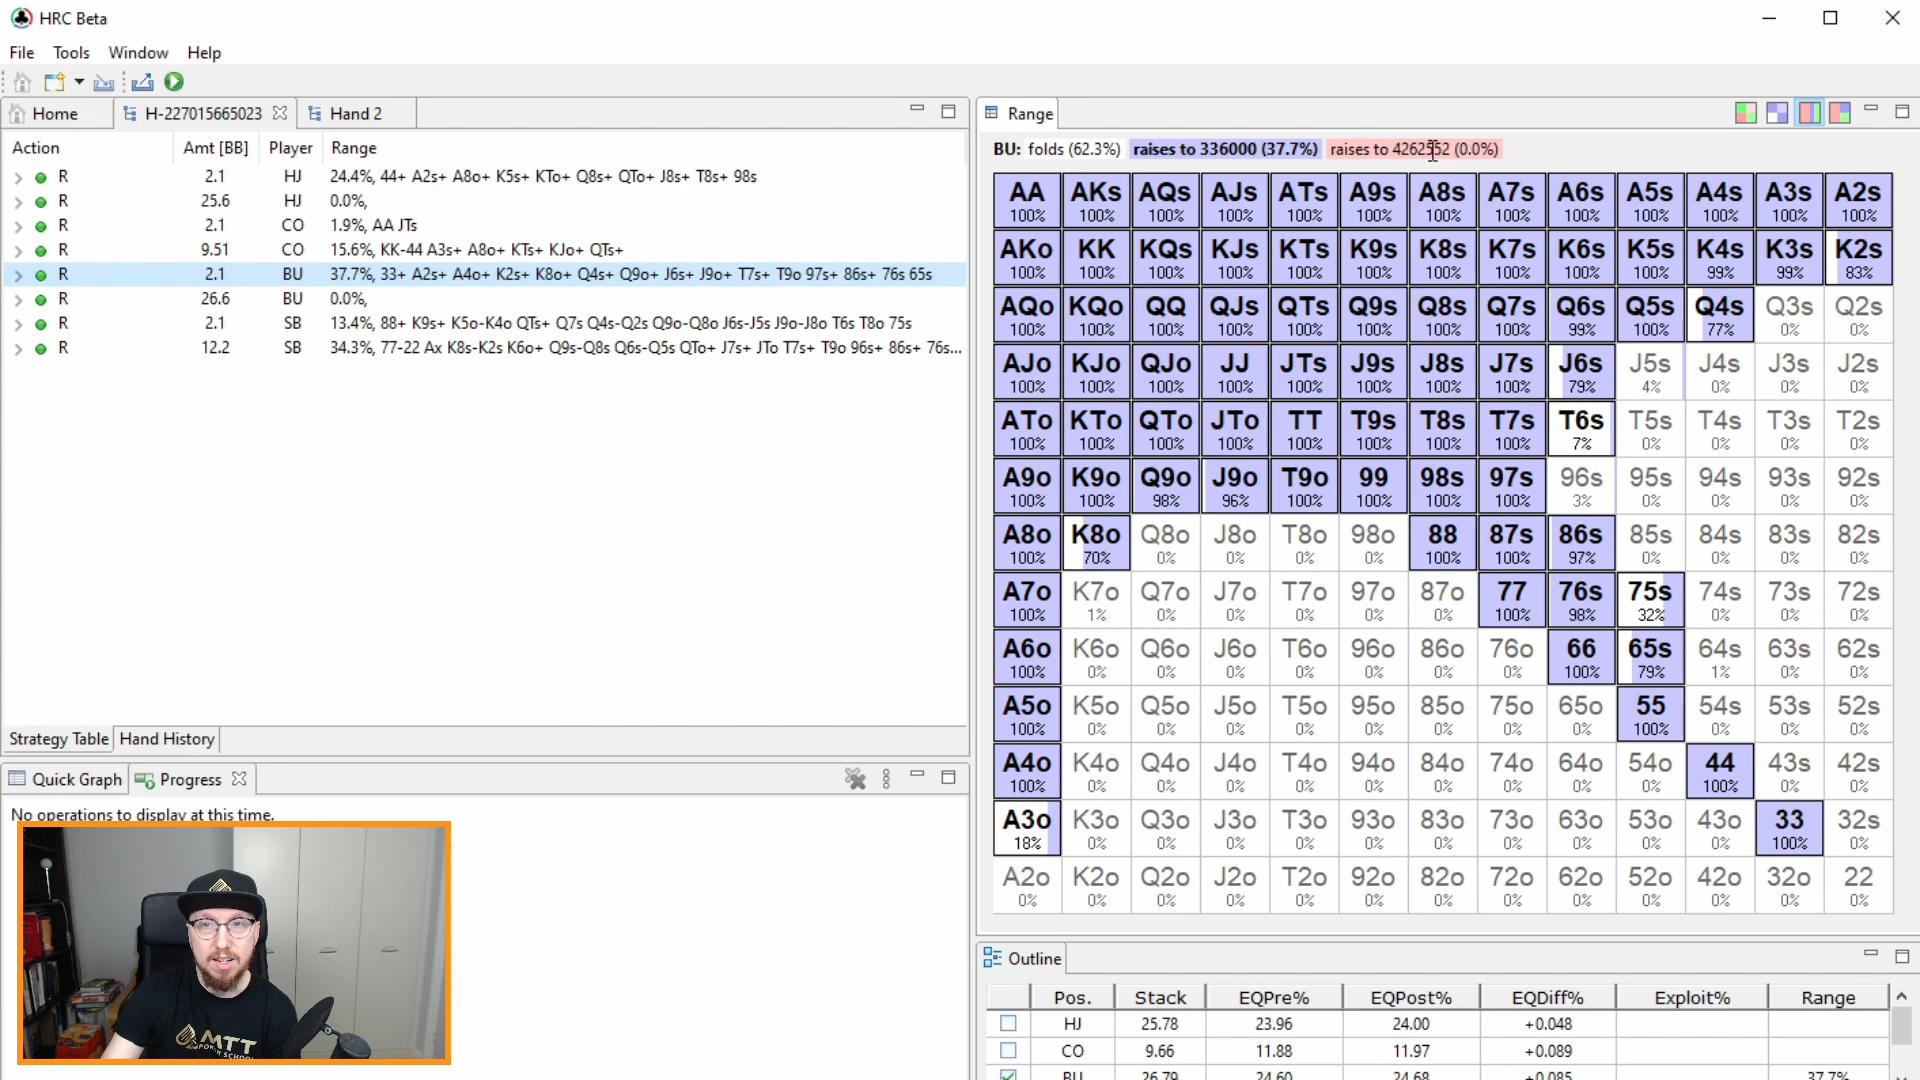 HRC Beta
File Tools Window Help
Home H-227015665023 Hand 2
Action Amt [BB] Player Range
R 2.1 HJ 24.4%, 44+ A2s+ A8o+ K5s+ KTo+ Q8s+ QTo+ J8s+ T8s+ 98s
R 25.6 HJ 0.0%,
R 2.1 CO 1.9%, AA JTs
R 9.51 CO 15.6%, KK-44 A3s+ A8o+ KTs+ KJo+ QTs+
R 2.1 BU 37.7%, 33+ A2s+ A4o+ K2s+ K8o+ Q4s+ Q9o+ J6s+ J9o+ T7s+ T9o 97s+ 86s+ 76s 65s
R 26.6 BU 0.0%,
R 2.1 SB 13.4%, 88+ K9s+ K5o-K4o QTs+ Q7s Q4s-Q2s Q9o-Q8o J6s-J5s J9o-J8o T6s T8o 75s
R 12.2 SB 34.3%, 77-22 Ax K8s-K2s K6o+ Q9s-Q8s Q6s-Q5s QTo+ J7s+ JTo T7s+ T9o 96s+ 86s+ 76s...
Strategy Table Hand History
Quick Graph Progress
No operations to display at this time.
MTT
POKER SCHOOL
Range
BU: folds (62.3%) raises to 336000 (37.7%) raises to 4262552 (0.0%)
AA AKs AQs AJs ATs A9s A8s A7s A6s A5s A4s A3s A2s
100% 100% 100% 100% 100% 100% 100% 100% 100% 100% 100% 100% 100%
AKo KK KQs KJs KTs K9s K8s K7s K6s K5s K4s K3s K2s
100% 100% 100% 100% 100% 100% 100% 100% 100% 100% 99% 99% 83%
AQo KQo QQ QJs QTs Q9s Q8s Q7s Q6s Q5s Q4s Q3s Q2s
100% 100% 100% 100% 100% 100% 100% 100% 99% 100% 77% 0% 0%
AJo KJo QJo JJ JTs J9s J8s J7s J6s J5s J4s J3s J2s
100% 100% 100% 100% 100% 100% 100% 100% 79% 4% 0% 0% 0%
ATo KTo QTo JTo TT T9s T8s T7s T6s T5s T4s T3s T2s
100% 100% 100% 100% 100% 100% 100% 100% 7% 0% 0% 0% 0%
A9o K9o Q9o J9o T9o 99 98s 97s 96s 95s 94s 93s 92s
100% 100% 98% 96% 100% 100% 100% 100% 3% 0% 0% 0% 0%
A8o K8o Q8o J8o T8o 98o 88 87s 86s 85s 84s 83s 82s
100% 70% 0% 0% 0% 0% 100% 100% 97% 0% 0% 0% 0%
A7o K7o Q7o J7o T7o 97o 87o 77 76s 75s 74s 73s 72s
100% 1% 0% 0% 0% 0% 0% 100% 98% 32% 0% 0% 0%
A6o K6o Q6o J6o T6o 96o 86o 76o 66 65s 64s 63s 62s
100% 0% 0% 0% 0% 0% 0% 0% 100% 79% 1% 0% 0%
A5o K5o Q5o J5o T5o 95o 85o 75o 65o 55 54s 53s 52s
100% 0% 0% 0% 0% 0% 0% 0% 0% 100% 0% 0% 0%
A4o K4o Q4o J4o T4o 94o 84o 74o 64o 54o 44 43s 42s
100% 0% 0% 0% 0% 0% 0% 0% 0% 0% 100% 0% 0%
A3o K3o Q3o J3o T3o 93o 83o 73o 63o 53o 43o 33 32s
18% 0% 0% 0% 0% 0% 0% 0% 0% 0% 0% 100% 0%
A2o K2o Q2o J2o T2o 92o 82o 72o 62o 52o 42o 32o 22
0% 0% 0% 0% 0% 0% 0% 0% 0% 0% 0% 0% 0%
Outline
Pos. Stack EQPre% EQPost% EQDiff% Exploit% Range
HJ 25.78 23.96 24.00 +0.048
CO 9.66 11.88 11.97 +0.089
BU 26.79 24.60 24.68 +0.085 37.7%